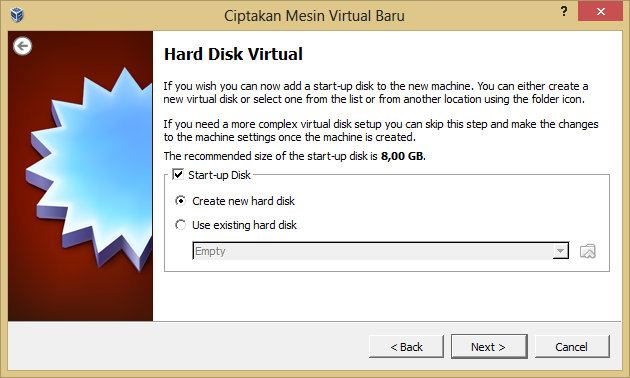 Ciptakan Mesin Virtual Baru
?
Hard Disk Virtual
If you wish you can now add a start-up disk to the new machine. You can either create a
new virtual disk or select one from the list or from another location using the folder icon.
If you need a more complex virtual disk setup you can skip this step and make the changes
to the machine settings once the machine is created.
The recommended size of the start-up disk is 8,00 GB.
Start-up Disk
Create new hard disk
Use existing hard disk
Empty
< Back
Next >
Cancel